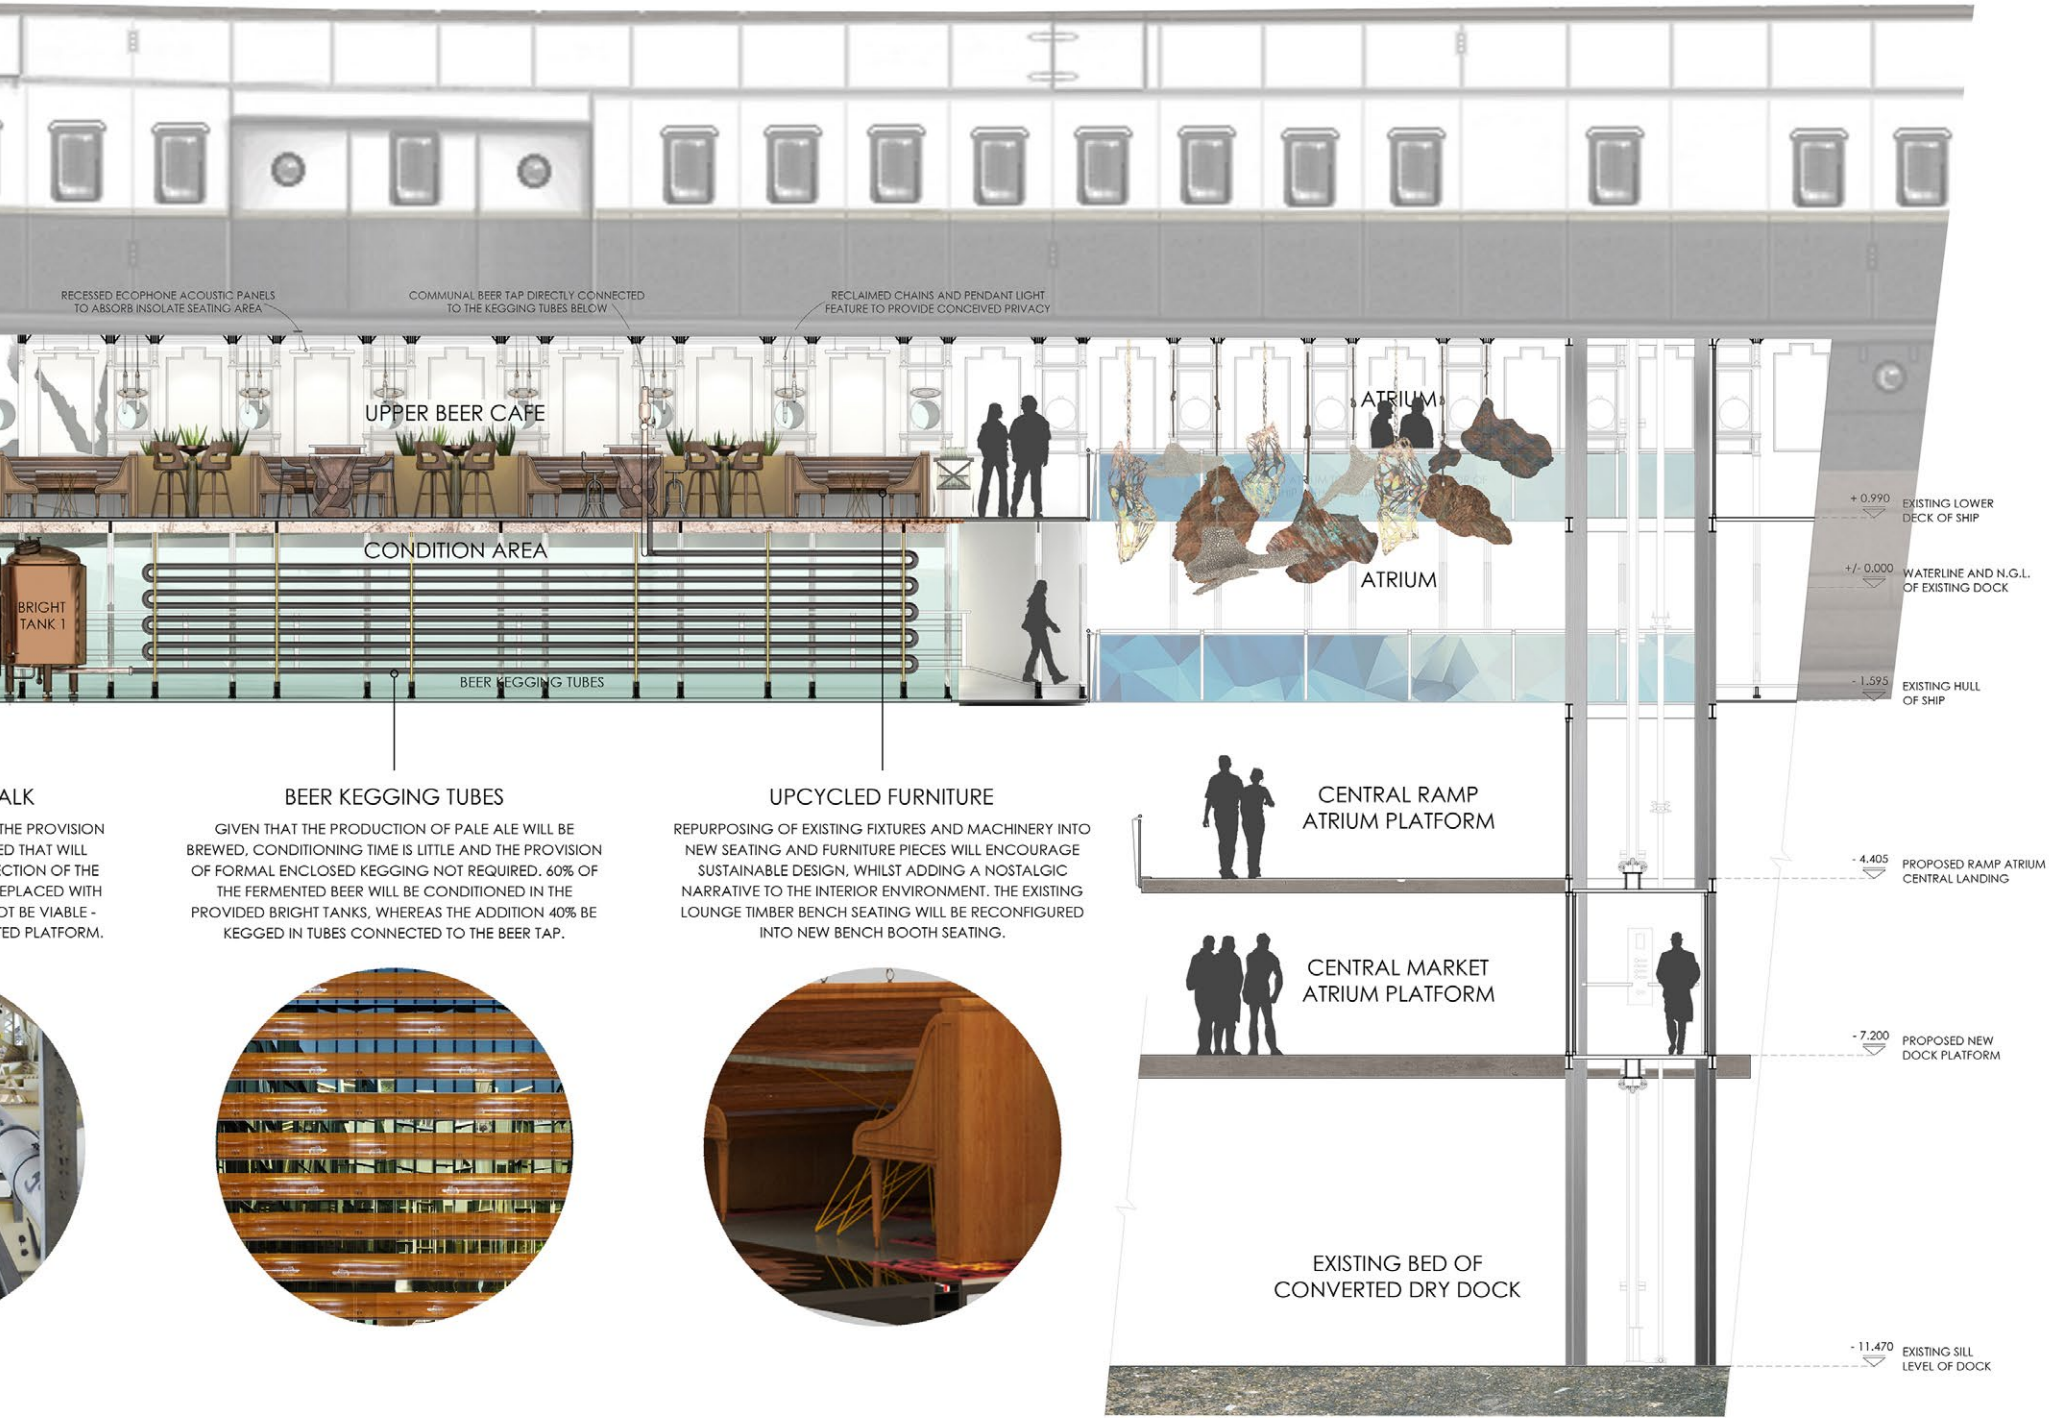 RECESSED ECOPHONE ACOUSTIC PANELS
TO ABSORB INSOLATE SEATING AREA
COMMUNAL BEER TAP DIRECTLY CONNECTED
TO THE KEGGING TUBES BELOW
RECLAIMED CHAINS AND PENDANT LIGHT
FEATURE TO PROVIDE CONCEIVED PRIVACY
UPPER BEER CAFE
ATRIUM
CONDITION AREA
ATRIUM
BRIGHT
TANK 1
BEER KEGGING TUBES
+ 0.990
EXISTING LOWER
DECK OF SHIP
+/- 0.000
WATERLINE AND N.G.L.
OF EXISTING DOCK
- 1.595
EXISTING HULL
OF SHIP
ALK
THE PROVISION
ED THAT WILL
ECTION OF THE
EPLACED WITH
OT BE VIABLE -
TED PLATFORM.
BEER KEGGING TUBES
GIVEN THAT THE PRODUCTION OF PALE ALE WILL BE
BREWED, CONDITIONING TIME IS LITTLE AND THE PROVISION
OF FORMAL ENCLOSED KEGGING NOT REQUIRED. 60% OF
THE FERMENTED BEER WILL BE CONDITIONED IN THE
PROVIDED BRIGHT TANKS, WHEREAS THE ADDITION 40% BE
KEGGED IN TUBES CONNECTED TO THE BEER TAP.
UPCYCLED FURNITURE
REPURPOSING OF EXISTING FIXTURES AND MACHINERY INTO
NEW SEATING AND FURNITURE PIECES WILL ENCOURAGE
SUSTAINABLE DESIGN, WHILST ADDING A NOSTALGIC
NARRATIVE TO THE INTERIOR ENVIRONMENT. THE EXISTING
LOUNGE TIMBER BENCH SEATING WILL BE RECONFIGURED
INTO NEW BENCH BOOTH SEATING.
CENTRAL RAMP
ATRIUM PLATFORM
- 4.405
PROPOSED RAMP ATRIUM
CENTRAL LANDING
CENTRAL MARKET
ATRIUM PLATFORM
- 7.200
PROPOSED NEW
DOCK PLATFORM
EXISTING BED OF
CONVERTED DRY DOCK
- 11.470
EXISTING SILL
LEVEL OF DOCK